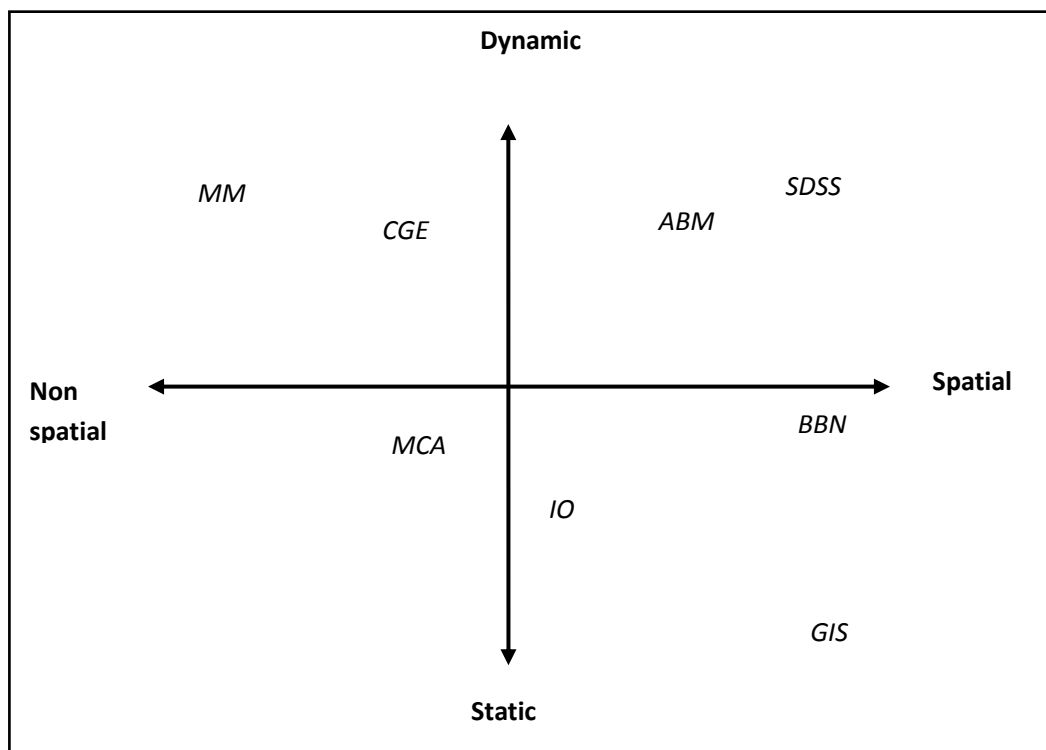 Dynamic
SDSS
MM
ABM
CGE
Spatial
Non
spatial
BBN
MCA
IO
GIS
Static